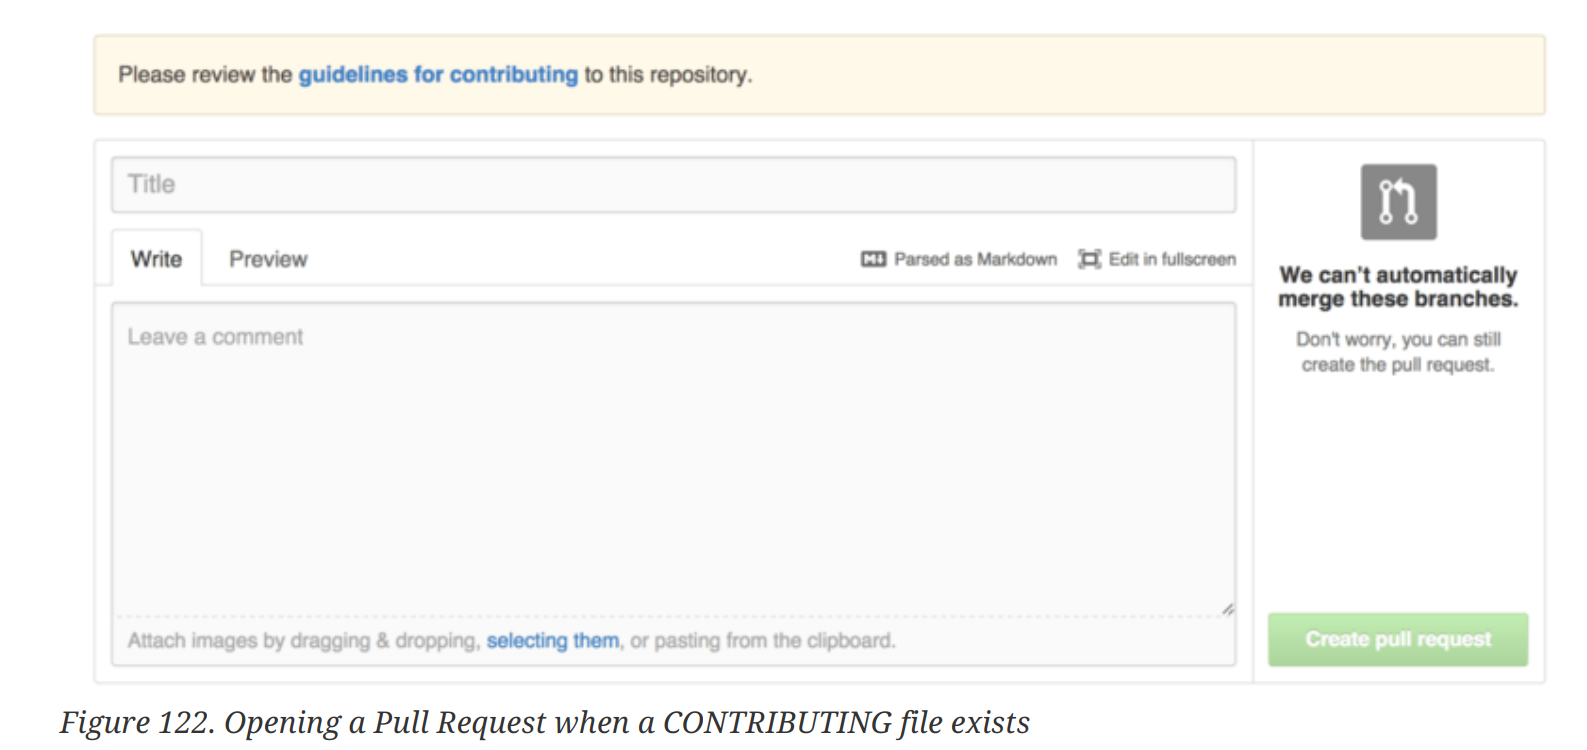 Please review the guidelines for contributing to this repository.
Title
Write
Preview
Parsed as Markdown
Edit in fullscreen
Leave a comment
Attach images by dragging & dropping, selecting them, or pasting from the clipboard.
We can't automatically
merge these branches.
Don't worry, you can still
create the pull request.
Create pull request
Figure 122. Opening a Pull Request when a CONTRIBUTING file exists